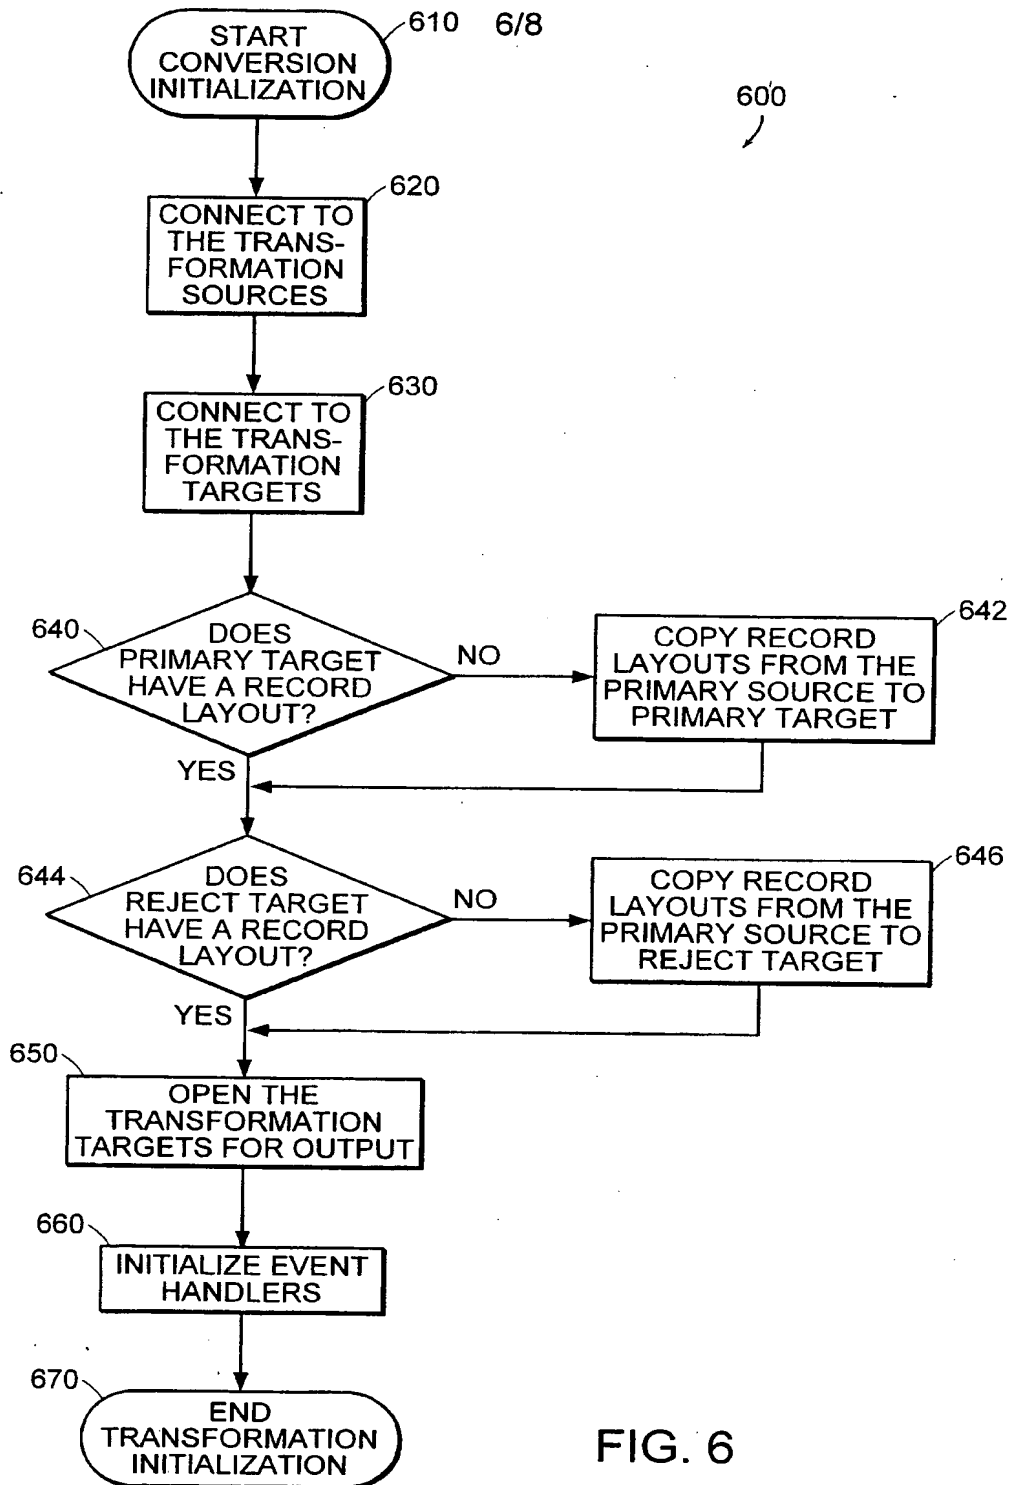 610 6/8
START
CONVERSION
INITIALIZATION
600
620
CONNECT TO
THE TRANS-
FORMATION
SOURCES
630
CONNECT TO
THE TRANS-
FORMATION
TARGETS
640
DOES
PRIMARY TARGET
HAVE A RECORD
LAYOUT?
NO
642
COPY RECORD
LAYOUTS FROM THE
PRIMARY SOURCE TO
PRIMARY TARGET
YES
644
DOES
REJECT TARGET
HAVE A RECORD
LAYOUT?
NO
646
COPY RECORD
LAYOUTS FROM THE
PRIMARY SOURCE TO
REJECT TARGET
YES
650
OPEN THE
TRANSFORMATION
TARGETS FOR OUTPUT
660
INITIALIZE EVENT
HANDLERS
670
END
TRANSFORMATION
INITIALIZATION
FIG. 6